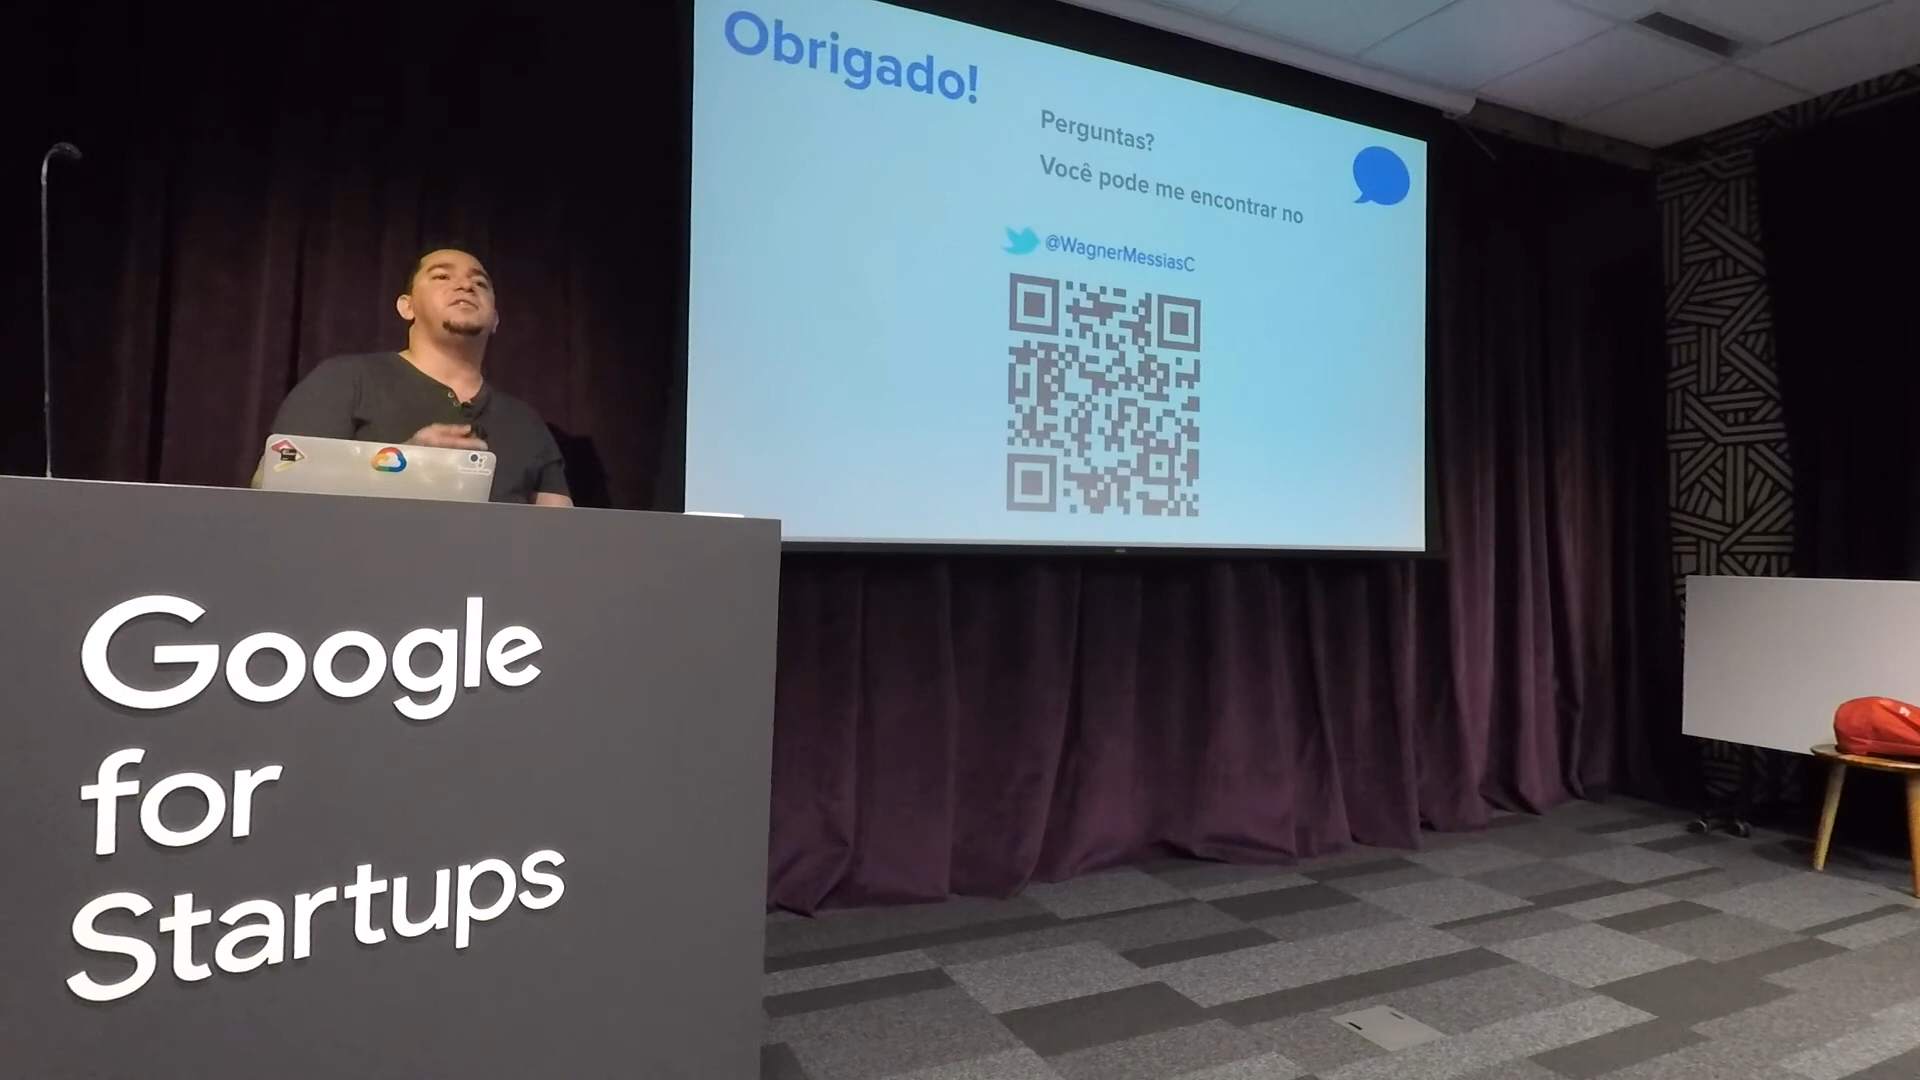 Obrigado!
Perguntas?
Você pode me encontrar no
@WagnerMessiasC
Google
for
Startups